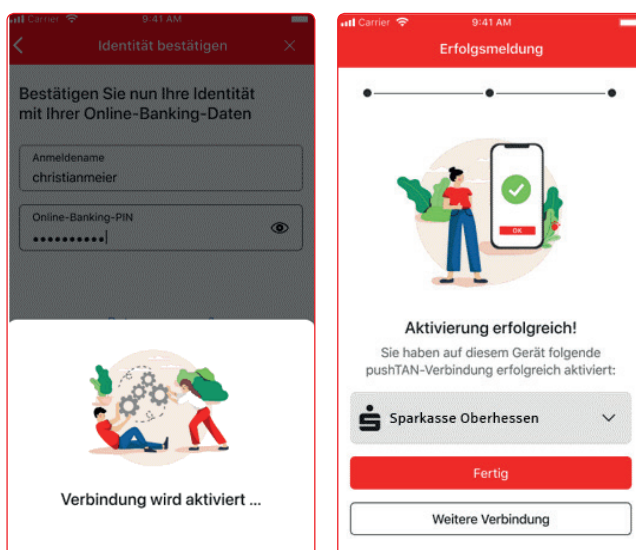 Carrier 9:41 AM
Identität bestätigen
Bestätigen Sie nun Ihre Identität
mit Ihrer Online-Banking-Daten
Anmeldename
christianmeier
Online-Banking-PIN
••••••••••
Verbindung wird aktiviert ...
Carrier 9:41 AM
Erfolgsmeldung
OK
Aktivierung erfolgreich!
Sie haben auf diesem Gerät folgende
pushTAN-Verbindung erfolgreich aktiviert:
Sparkasse Oberhessen
Fertig
Weitere Verbindung